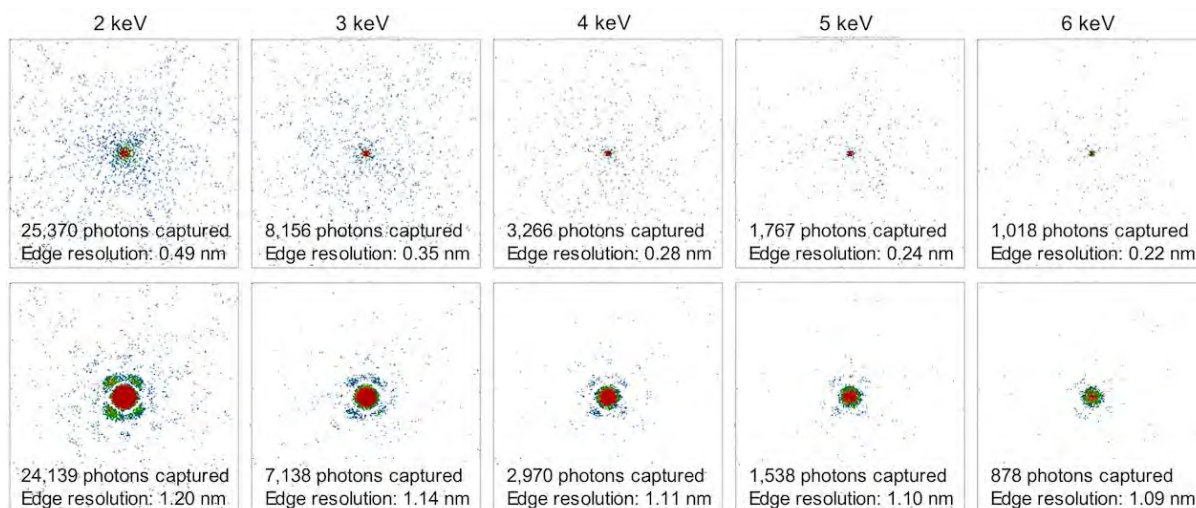 2 keV 3 keV 4 keV 5 keV 6 keV
25,370 photons captured
Edge resolution: 0.49 nm
8,156 photons captured
Edge resolution: 0.35 nm
3,266 photons captured
Edge resolution: 0.28 nm
1,767 photons captured
Edge resolution: 0.24 nm
1,018 photons captured
Edge resolution: 0.22 nm
24,139 photons captured
Edge resolution: 1.20 nm
7,138 photons captured
Edge resolution: 1.14 nm
2,970 photons captured
Edge resolution: 1.11 nm
1,538 photons captured
Edge resolution: 1.10 nm
878 photons captured
Edge resolution: 1.09 nm